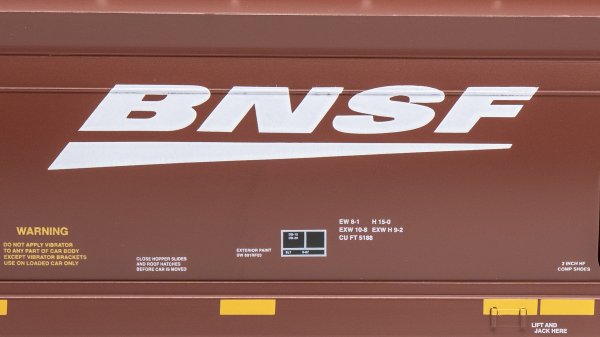 BNSF
EW 8-1 H 15-0
EXW 10-8 EXW H 9-2
CU FT 5188
WARNING
DO NOT APPLY VIBRATOR
TO ANY PART OF CAR BODY
EXCEPT VIBRATOR BRACKETS
USE ON LOADED CAR ONLY
CLOSE HOPPER SLIDES
AND ROOF HATCHES
BEFORE CAR IS MOVED
EXTERIOR PAINT
2 INCH HF
COMP SHOES
LIFT AND
JACK HERE